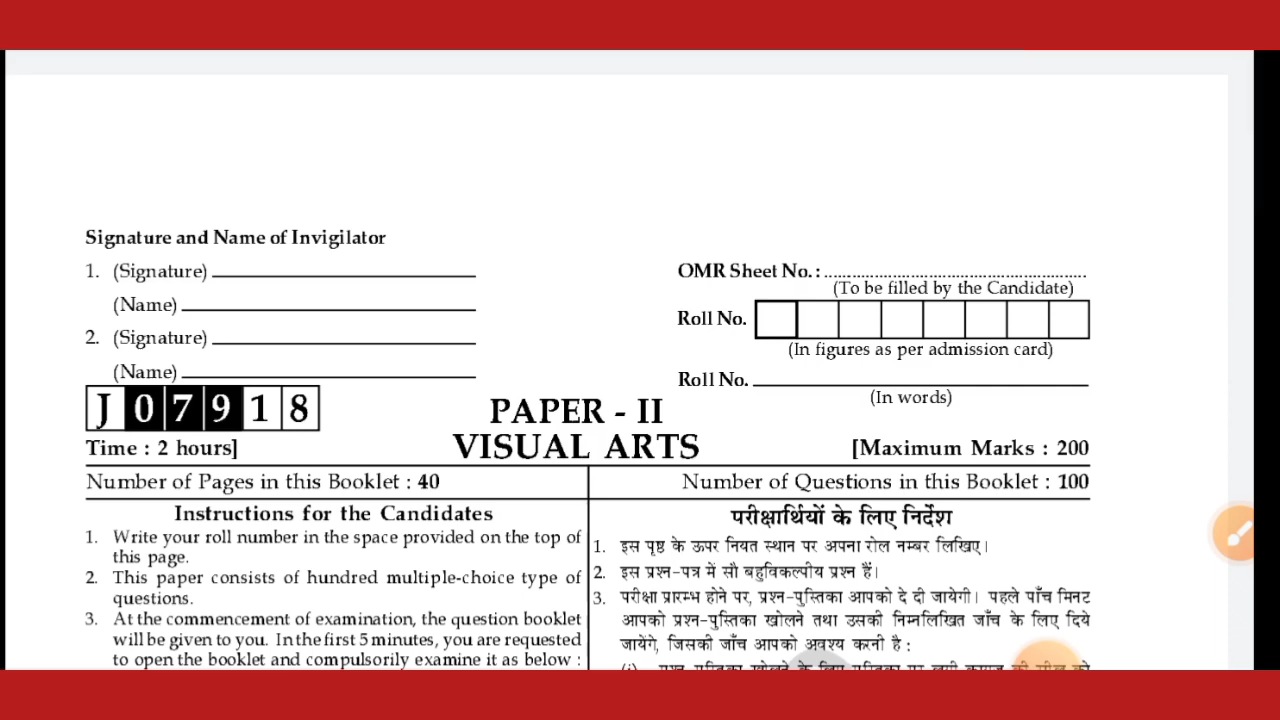 Signature and Name of Invigilator
1. (Signature)
(Name)
2. (Signature)
(Name)
OMR Sheet No. :
(To be filled by the Candidate)
Roll No.
(In figures as per admission card)
Roll No.
(In words)
J 0 7 9 1 8
PAPER - II
VISUAL ARTS
Time : 2 hours]
[Maximum Marks : 200
Number of Pages in this Booklet : 40
Number of Questions in this Booklet : 100
Instructions for the Candidates
1. Write your roll number in the space provided on the top of
this page.
2. This paper consists of hundred multiple-choice type of
questions.
3. At the commencement of examination, the question booklet
will be given to you. In the first 5 minutes, you are requested
to open the booklet and compulsorily examine it as below :
परीक्षार्थियों के लिए निर्देश
1. इस पृष्ठ के ऊपर नियत स्थान पर अपना रोल नम्बर लिखिए।
2. इस प्रश्न-पत्र में सौ बहुविकल्पीय प्रश्न हैं।
3. परीक्षा प्रारम्भ होने पर, प्रश्न-पुस्तिका आपको दे दी जायेगी। पहले पाँच मिनट
आपको प्रश्न-पुस्तिका खोलने तथा उसकी निम्नलिखित जाँच के लिए दिये
जायेंगे, जिसकी जाँच आपको अवश्य करनी है :